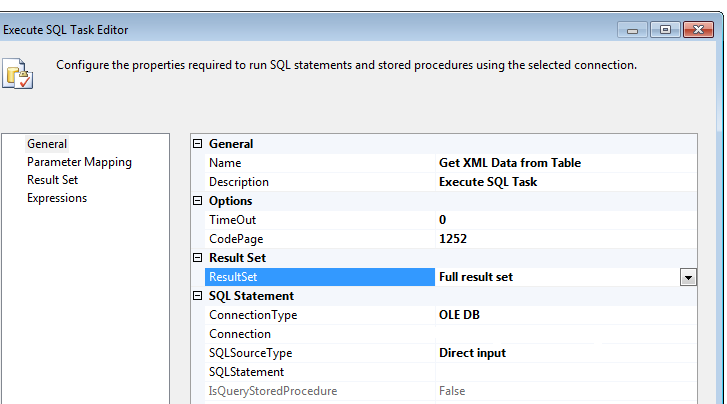 Execute SQL Task Editor
Configure the properties required to run SQL statements and stored procedures using the selected connection.
General
Parameter Mapping
Result Set
Expressions
General
Name Get XML Data from Table
Description Execute SQL Task
Options
TimeOut 0
CodePage 1252
Result Set
ResultSet Full result set
SQL Statement
ConnectionType OLE DB
Connection
SQLSourceType Direct input
SQLStatement
IsQueryStoredProcedure False